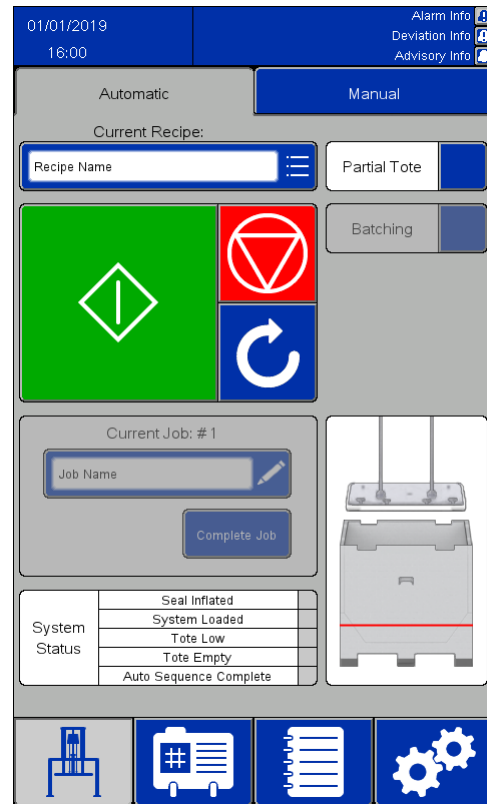 01/01/2019
16:00
Alarm Info
Deviation Info
Advisory Info
Automatic
Manual
Current Recipe:
Recipe Name
Partial Tote
Batching
Current Job: # 1
Job Name
Complete Job
System Status
Seal Inflated
System Loaded
Tote Low
Tote Empty
Auto Sequence Complete
#